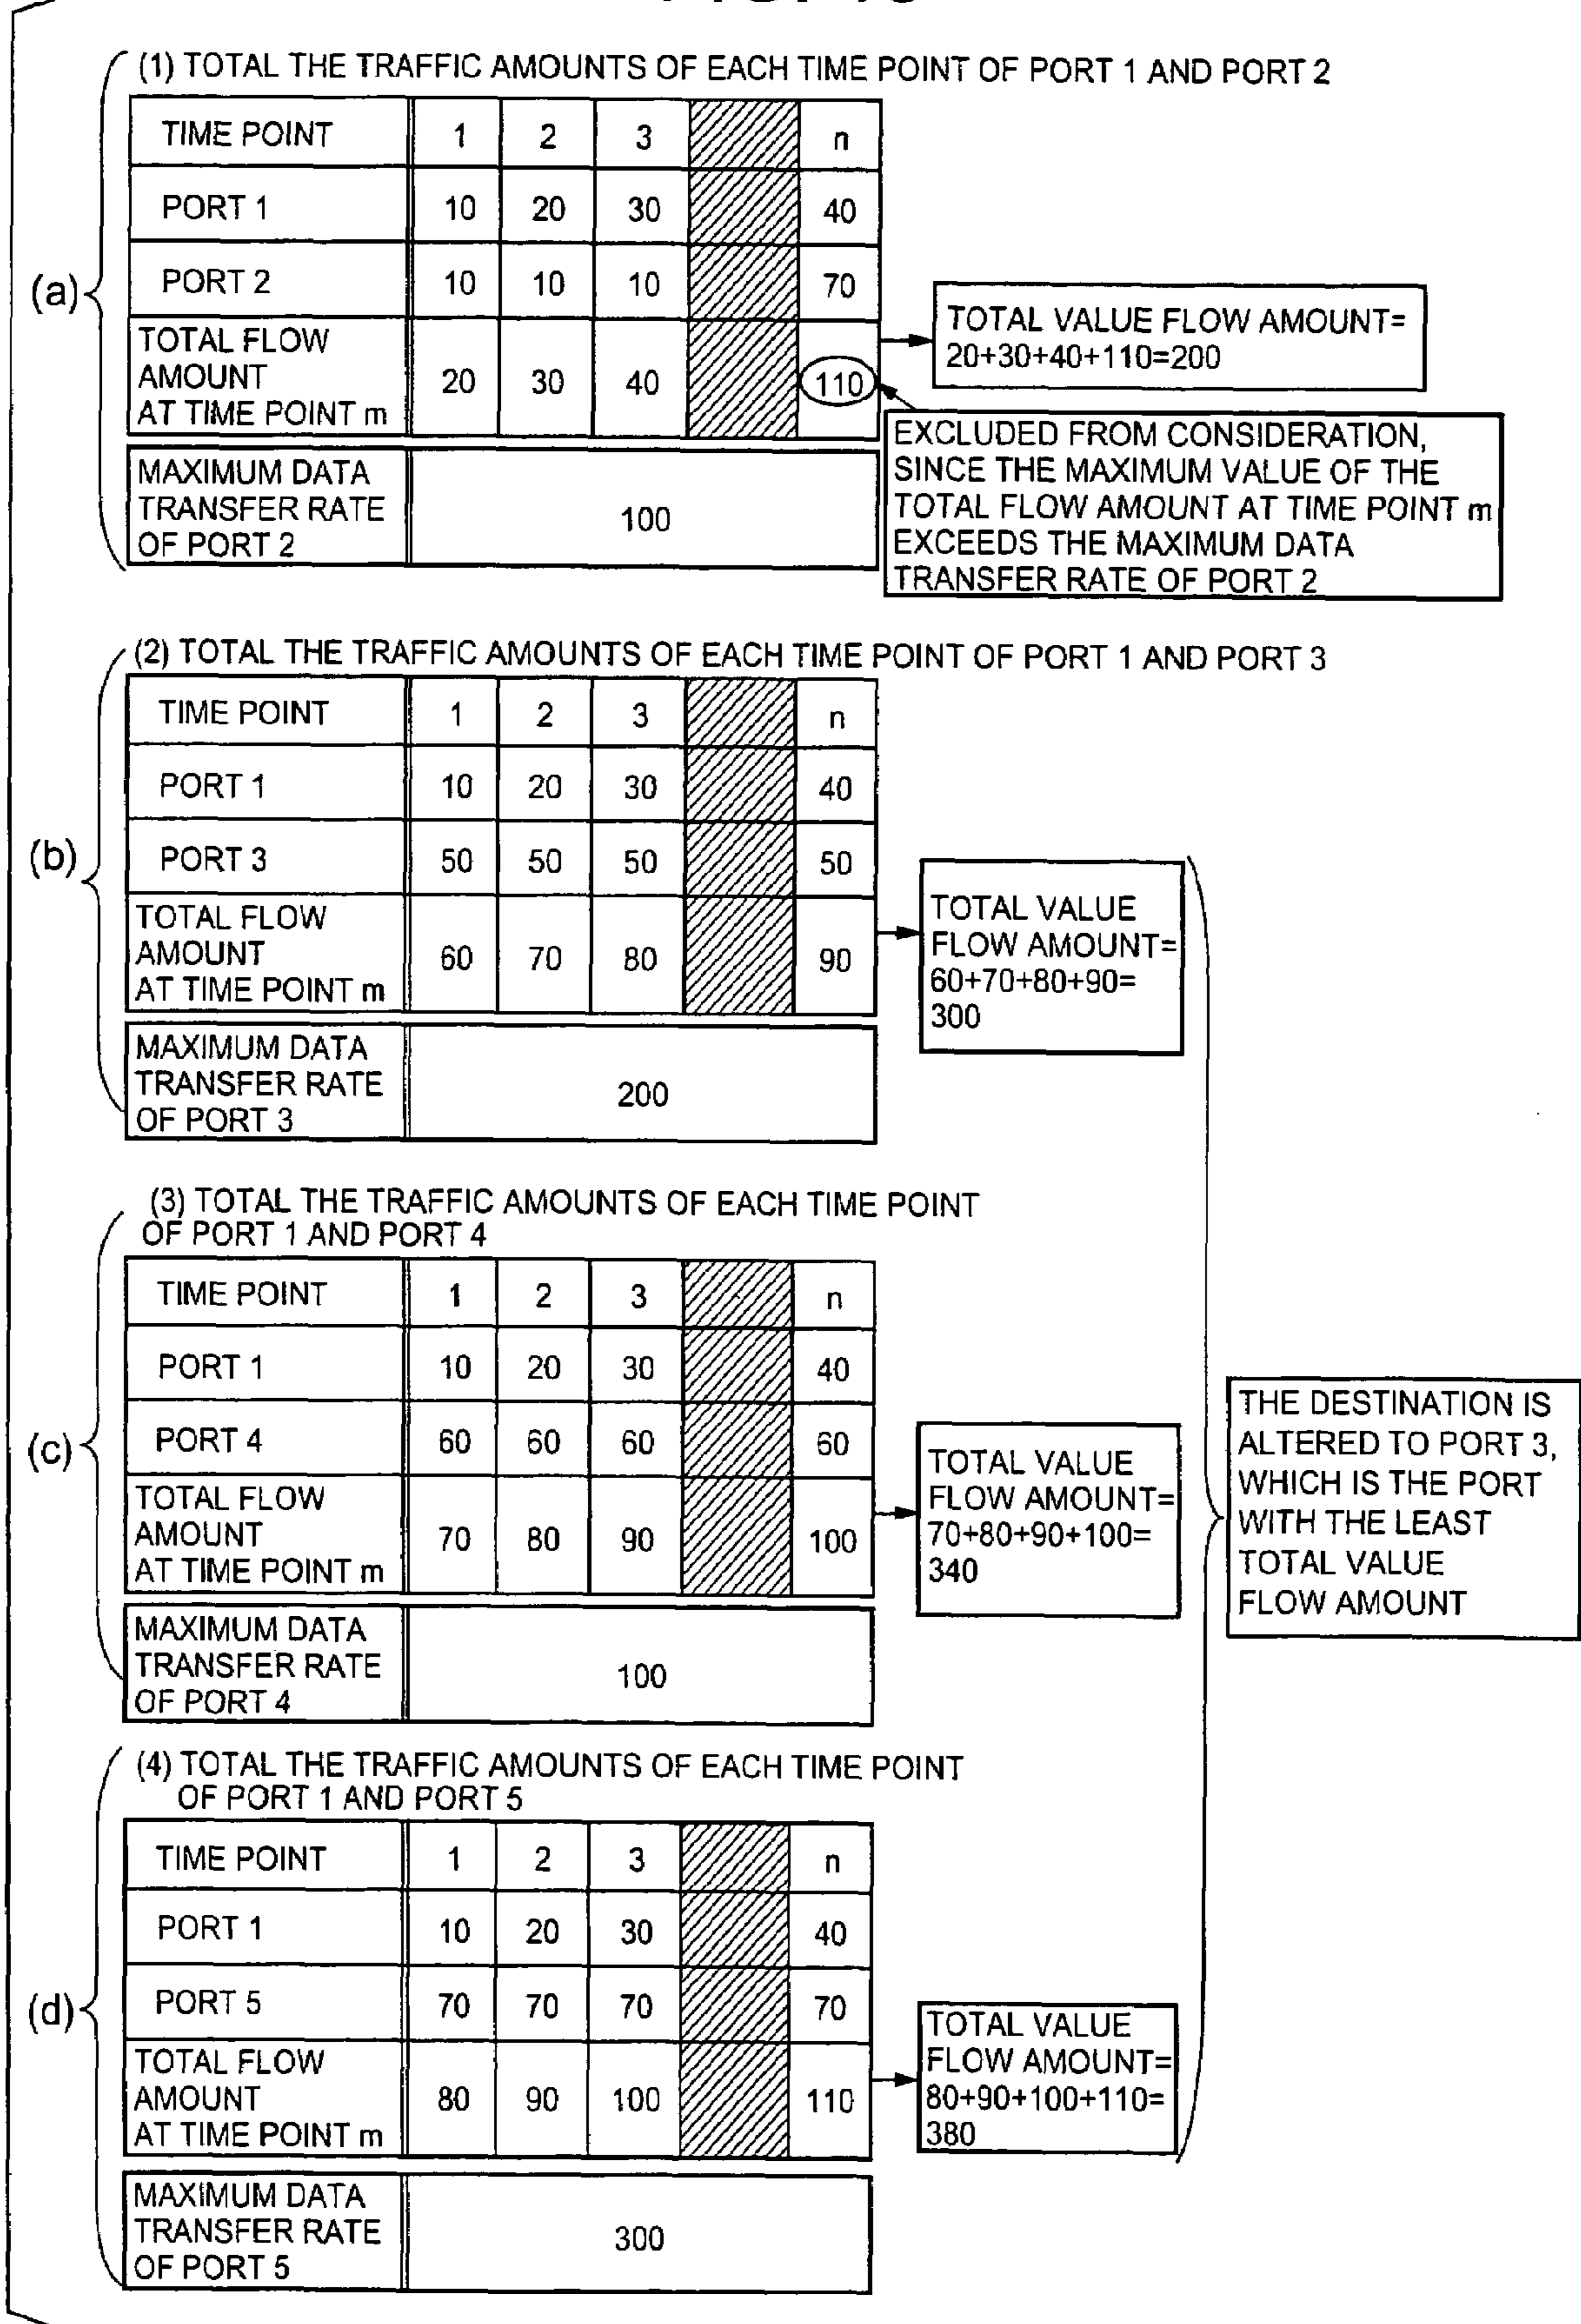 (a)
(1) TOTAL THE TRAFFIC AMOUNTS OF EACH TIME POINT OF PORT 1 AND PORT 2
TIME POINT 1 2 3 n
PORT 1 10 20 30 40
PORT 2 10 10 10 70
TOTAL FLOW
AMOUNT
AT TIME POINT m 20 30 40 110
MAXIMUM DATA
TRANSFER RATE
OF PORT 2 100
TOTAL VALUE FLOW AMOUNT=
20+30+40+110=200
EXCLUDED FROM CONSIDERATION,
SINCE THE MAXIMUM VALUE OF THE
TOTAL FLOW AMOUNT AT TIME POINT m
EXCEEDS THE MAXIMUM DATA
TRANSFER RATE OF PORT 2
(b)
(2) TOTAL THE TRAFFIC AMOUNTS OF EACH TIME POINT OF PORT 1 AND PORT 3
TIME POINT 1 2 3 n
PORT 1 10 20 30 40
PORT 3 50 50 50 50
TOTAL FLOW
AMOUNT
AT TIME POINT m 60 70 80 90
MAXIMUM DATA
TRANSFER RATE
OF PORT 3 200
TOTAL VALUE
FLOW AMOUNT=
60+70+80+90=
300
(c)
(3) TOTAL THE TRAFFIC AMOUNTS OF EACH TIME POINT
OF PORT 1 AND PORT 4
TIME POINT 1 2 3 n
PORT 1 10 20 30 40
PORT 4 60 60 60 60
TOTAL FLOW
AMOUNT
AT TIME POINT m 70 80 90 100
MAXIMUM DATA
TRANSFER RATE
OF PORT 4 100
TOTAL VALUE
FLOW AMOUNT=
70+80+90+100=
340
THE DESTINATION IS
ALTERED TO PORT 3,
WHICH IS THE PORT
WITH THE LEAST
TOTAL VALUE
FLOW AMOUNT
(d)
(4) TOTAL THE TRAFFIC AMOUNTS OF EACH TIME POINT
OF PORT 1 AND PORT 5
TIME POINT 1 2 3 n
PORT 1 10 20 30 40
PORT 5 70 70 70 70
TOTAL FLOW
AMOUNT
AT TIME POINT m 80 90 100 110
MAXIMUM DATA
TRANSFER RATE
OF PORT 5 300
TOTAL VALUE
FLOW AMOUNT=
80+90+100+110=
380